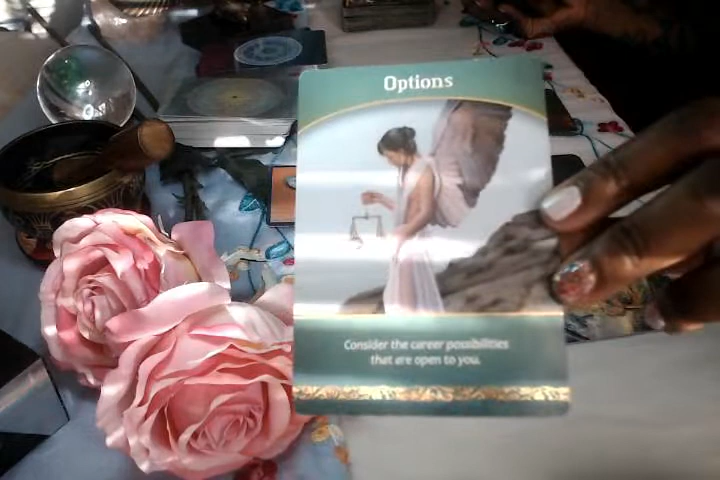 Options
Consider the career possibilities
that are open to you.